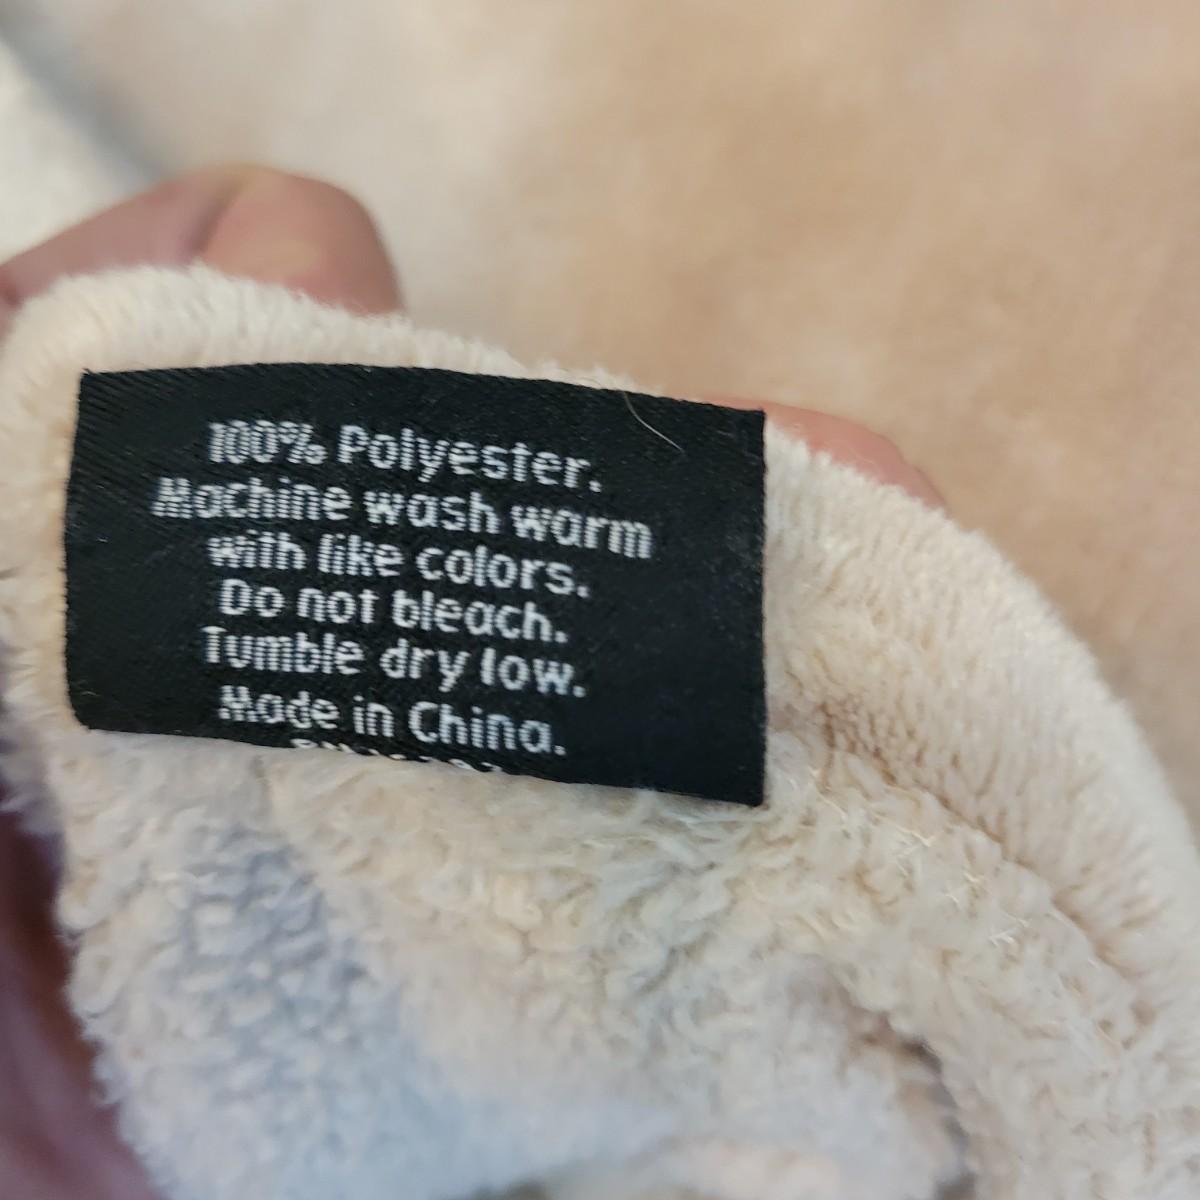 100% Polyester.
Machine wash warm
with like colors.
Do not bleach.
Tumble dry low.
Made in China.